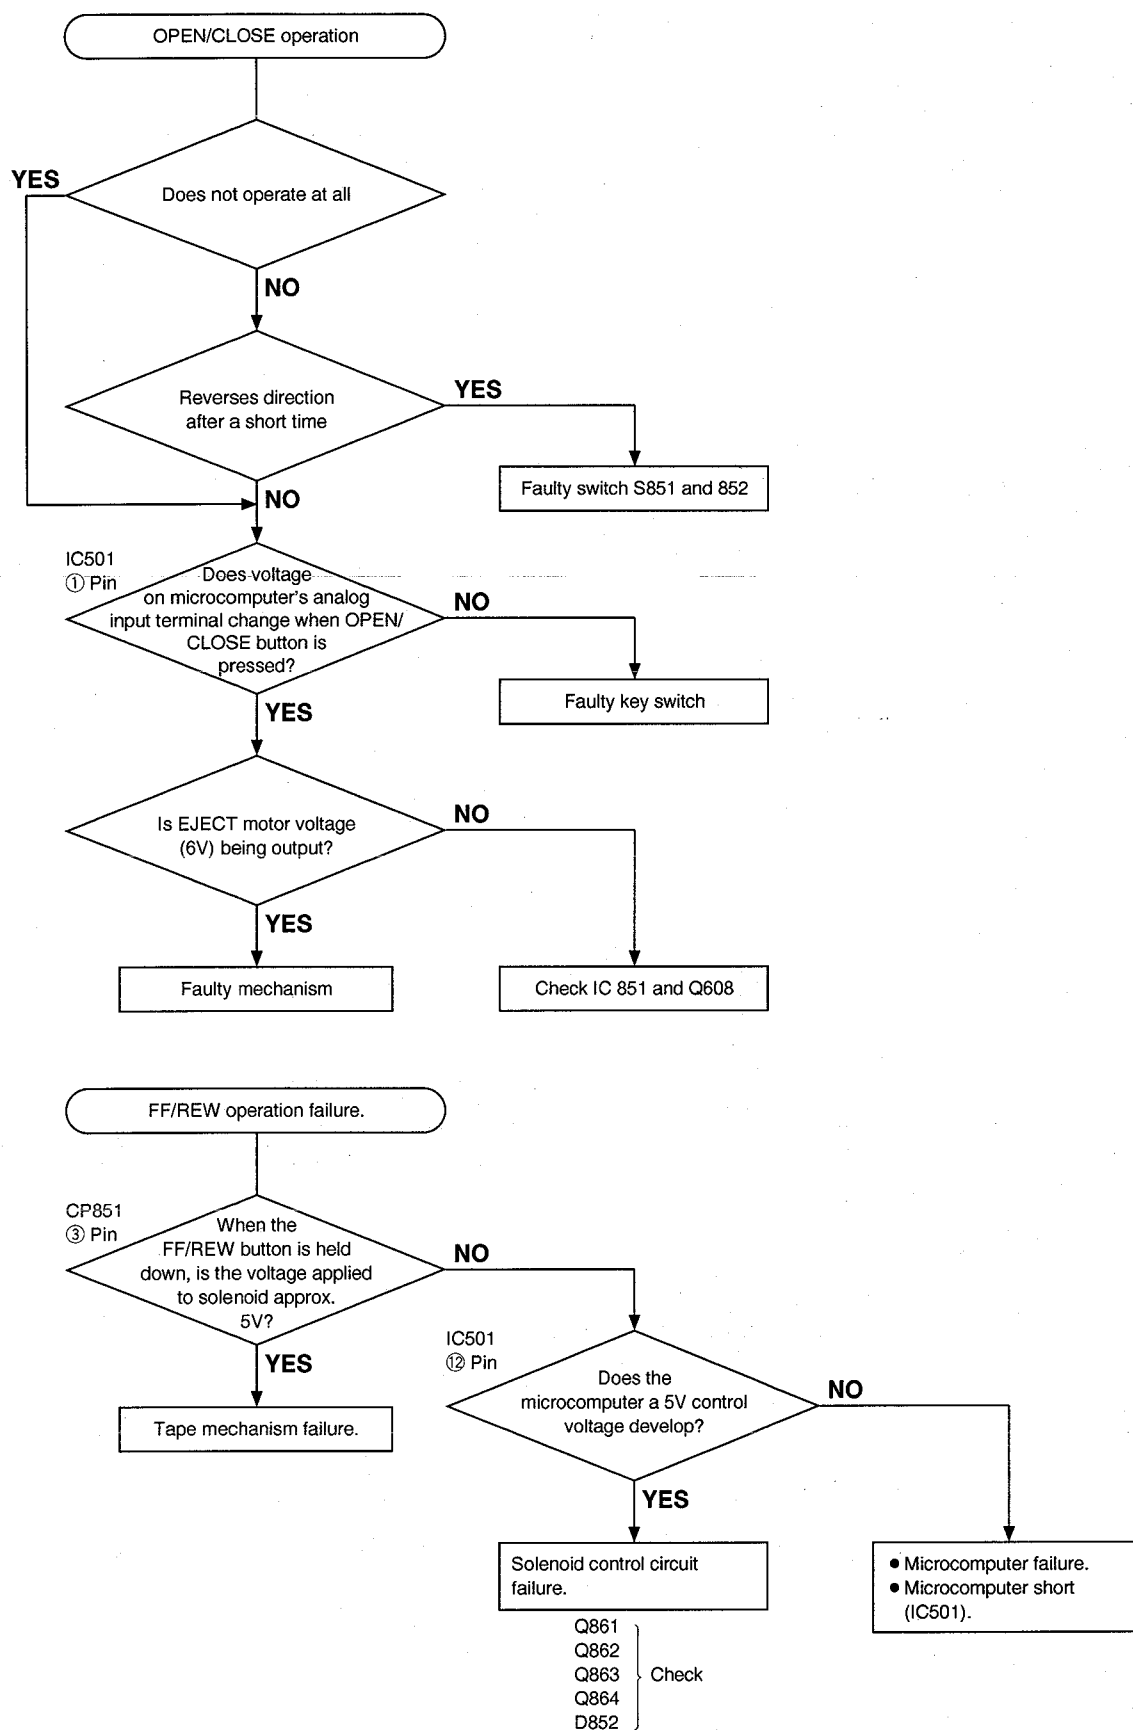 OPEN/CLOSE operation
YES
Does not operate at all
NO
Reverses direction
after a short time
YES
Faulty switch S851 and 852
NO
IC501
① Pin
Does voltage
on microcomputer's analog
input terminal change when OPEN/
CLOSE button is
pressed?
NO
Faulty key switch
YES
Is EJECT motor voltage
(6V) being output?
NO
YES
Faulty mechanism
Check IC 851 and Q608
FF/REW operation failure.
CP851
③ Pin
When the
FF/REW button is held
down, is the voltage applied
to solenoid approx.
5V?
NO
YES
Tape mechanism failure.
IC501
⑫ Pin
Does the
microcomputer a 5V control
voltage develop?
NO
YES
Solenoid control circuit
failure.
Q861
Q862
Q863
Q864
D852
Check
● Microcomputer failure.
● Microcomputer short
(IC501).